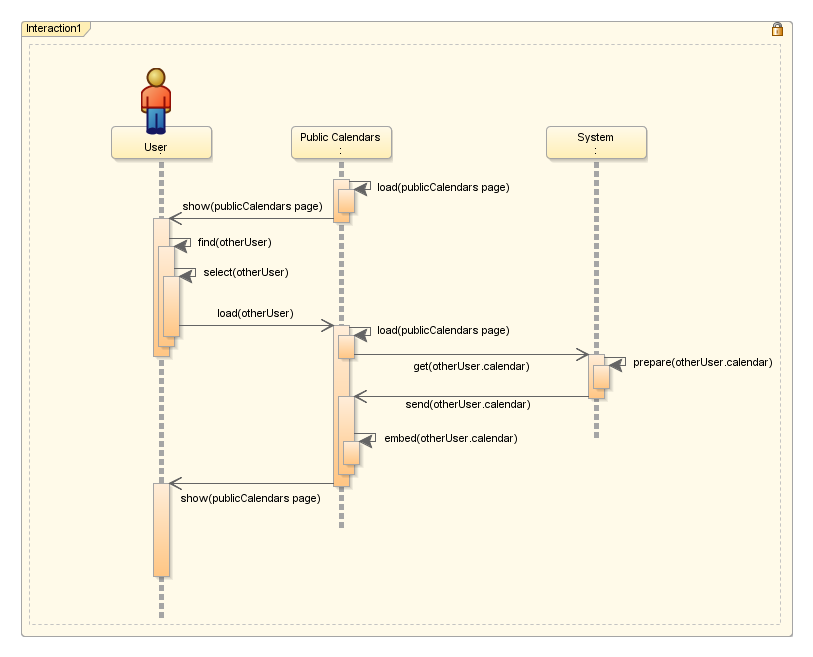 Interaction1
User
:
Public Calendars
:
System
:
load(publicCalendars page)
show(publicCalendars page)
find(otherUser)
select(otherUser)
load(otherUser)
load(publicCalendars page)
get(otherUser.calendar)
prepare(otherUser.calendar)
send(otherUser.calendar)
embed(otherUser.calendar)
show(publicCalendars page)